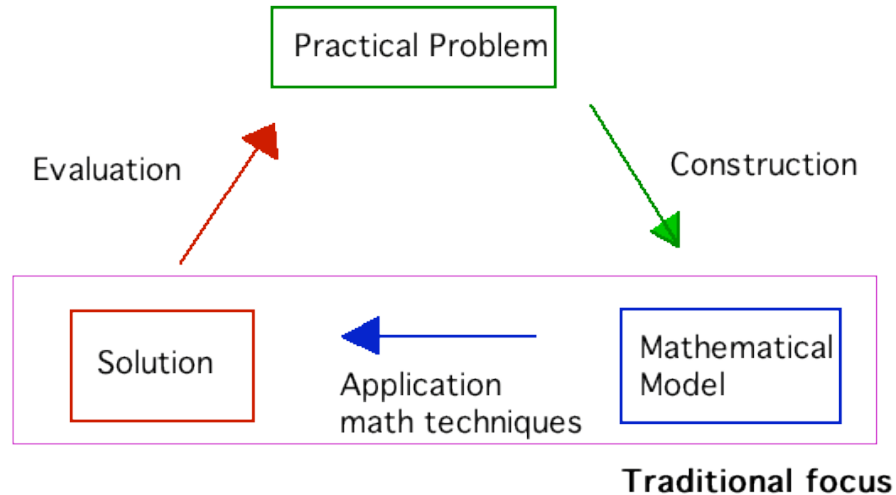 Practical Problem
Evaluation
Construction
Solution
Application
math techniques
Mathematical
Model
Traditional focus